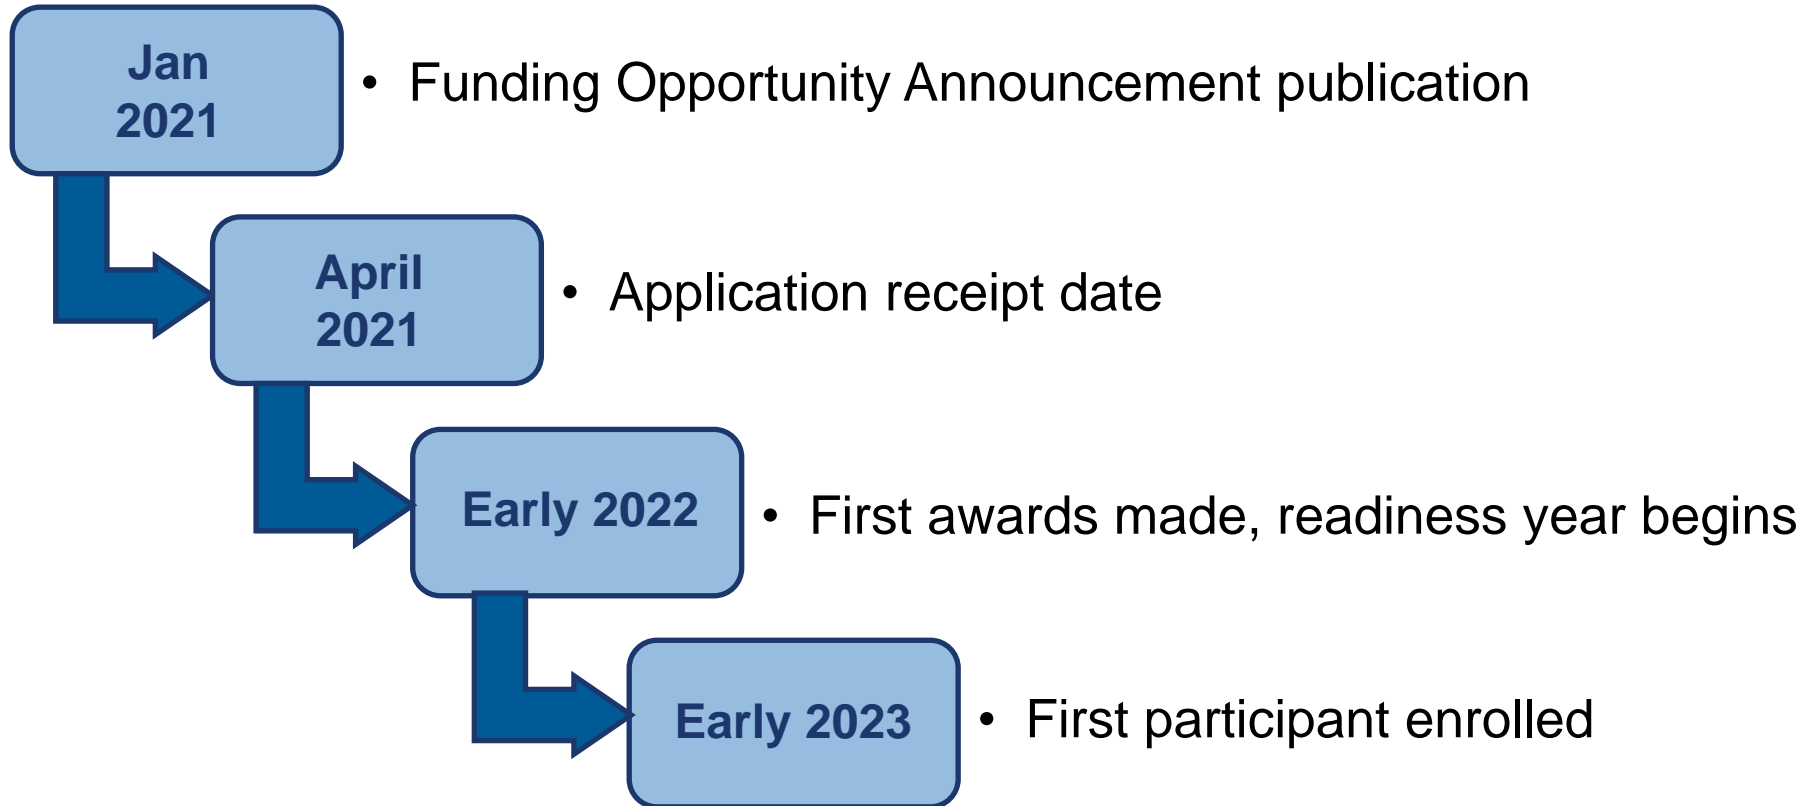 Jan
2021
• Funding Opportunity Announcement publication
April
2021
• Application receipt date
Early 2022
• First awards made, readiness year begins
Early 2023
• First participant enrolled